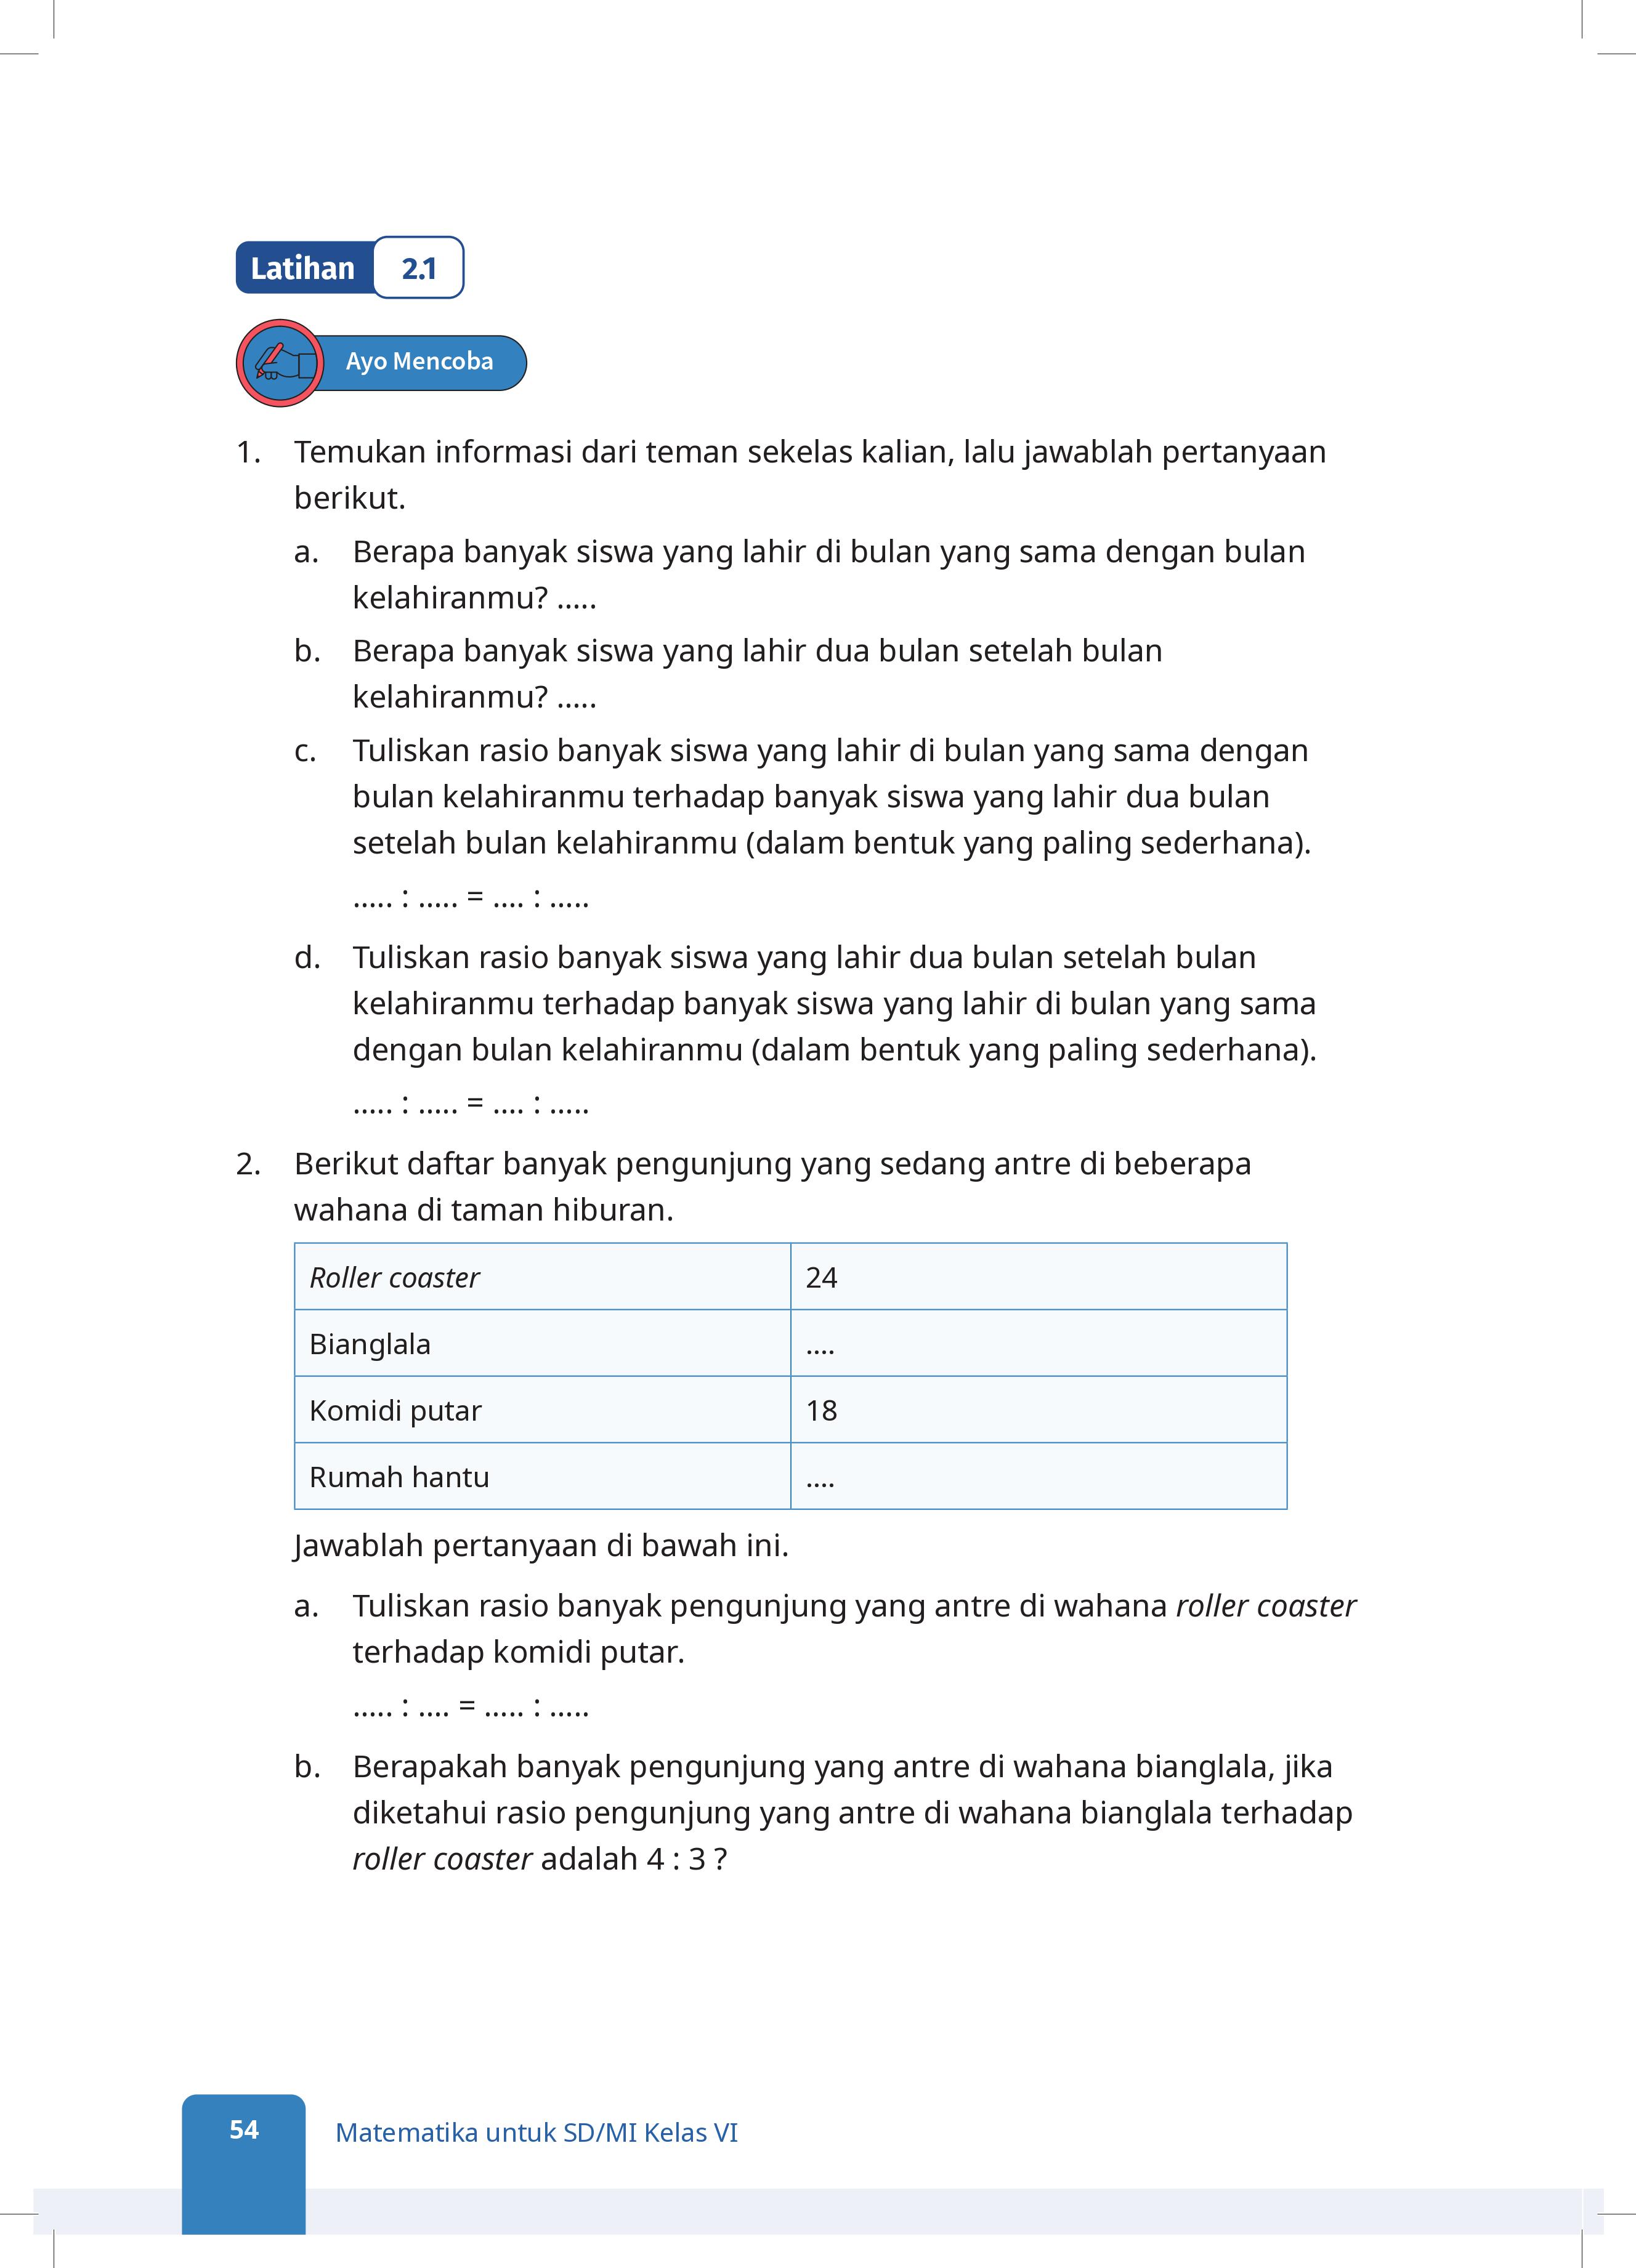 Latihan 2.1
Ayo Mencoba
1. Temukan informasi dari teman sekelas kalian, lalu jawablah pertanyaan
berikut.
a. Berapa banyak siswa yang lahir di bulan yang sama dengan bulan
kelahiranmu? .....
b. Berapa banyak siswa yang lahir dua bulan setelah bulan
kelahiranmu? .....
c. Tuliskan rasio banyak siswa yang lahir di bulan yang sama dengan
bulan kelahiranmu terhadap banyak siswa yang lahir dua bulan
setelah bulan kelahiranmu (dalam bentuk yang paling sederhana).
..... : ..... = .... : .....
d. Tuliskan rasio banyak siswa yang lahir dua bulan setelah bulan
kelahiranmu terhadap banyak siswa yang lahir di bulan yang sama
dengan bulan kelahiranmu (dalam bentuk yang paling sederhana).
..... : ..... = .... : .....
2. Berikut daftar banyak pengunjung yang sedang antre di beberapa
wahana di taman hiburan.
Roller coaster 24
Bianglala ....
Komidi putar 18
Rumah hantu ....
Jawablah pertanyaan di bawah ini.
a. Tuliskan rasio banyak pengunjung yang antre di wahana roller coaster
terhadap komidi putar.
..... : .... = ..... : .....
b. Berapakah banyak pengunjung yang antre di wahana bianglala, jika
diketahui rasio pengunjung yang antre di wahana bianglala terhadap
roller coaster adalah 4 : 3 ?
54 Matematika untuk SD/MI Kelas VI